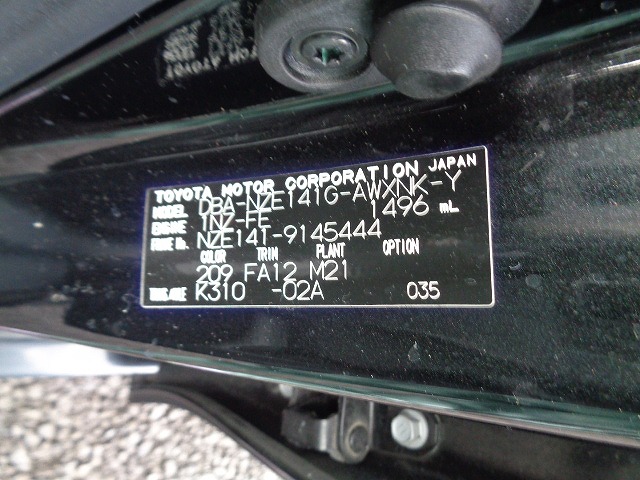 TOYOTA MOTOR CORPORATION JAPAN
MODEL DBA-NZE141G-AWXNK-Y
ENGINE 1NZ-FE 1496 mL
FRAME No. NZE141-9145444
COLOR TRIM PLANT OPTION
209 FA12 M21
TRANS/AXLE K310 -02A 035